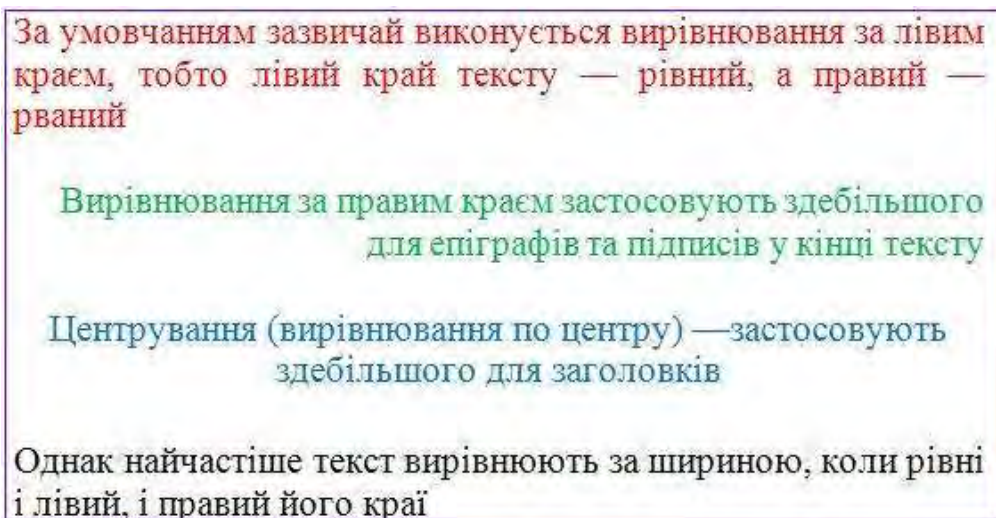 За умовчанням зазвичай виконується вирівнювання за лівим
краєм, тобто лівий край тексту — рівний, а правий —
рваний
Вирівнювання за правим краєм застосовують здебільшого
для епіграфів та підписів у кінці тексту
Центрування (вирівнювання по центру) —застосовують
здебільшого для заголовків
Однак найчастіше текст вирівнюють за шириною, коли рівні
і лівий, і правий його краї